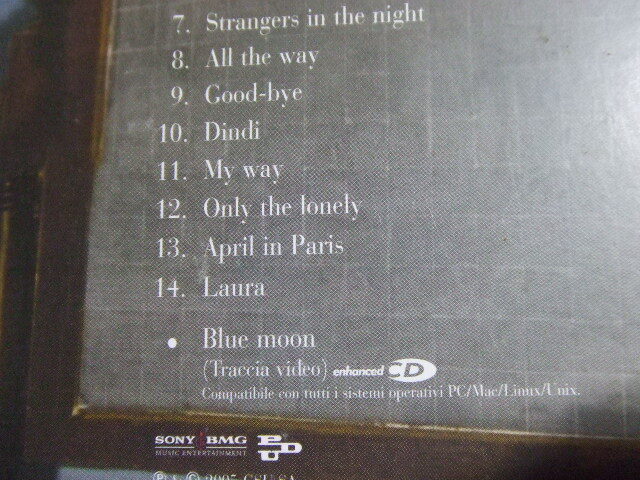 7. Strangers in the night
8. All the way
9. Good-bye
10. Dindi
11. My way
12. Only the lonely
13. April in Paris
14. Laura
• Blue moon
(Traccia video) enhanced CD
Compatibile con tutti i sistemi operativi PC/Mac/Linux/Unix.
SONY BMG
MUSIC ENTERTAINMENT